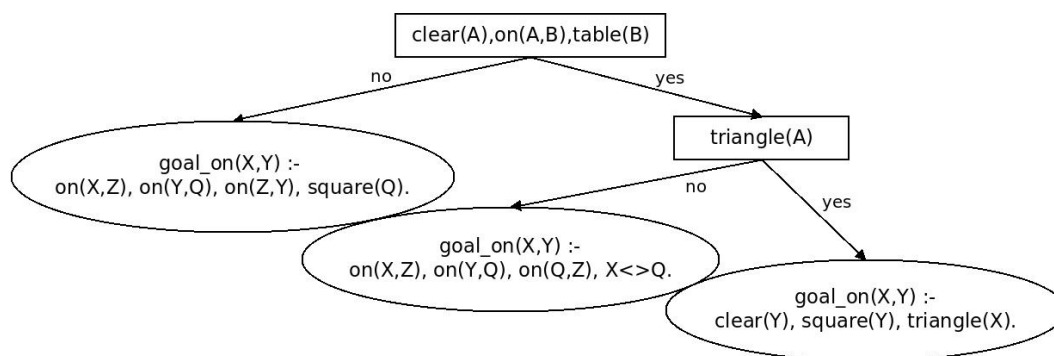 clear(A),on(A,B),table(B)
no
yes
triangle(A)
goal_on(X,Y) :-
on(X,Z), on(Y,Q), on(Z,Y), square(Q).
no
yes
goal_on(X,Y) :-
on(X,Z), on(Y,Q), on(Q,Z), X<>Q.
goal_on(X,Y) :-
clear(Y), square(Y), triangle(X).